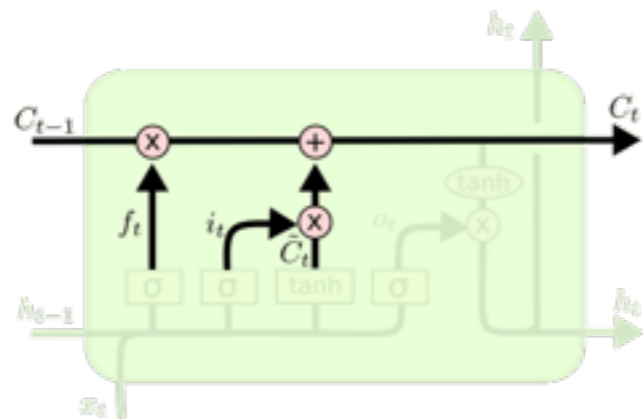 h_t
C_{t-1} × + C_t
tanh
f_t i_t × o_t ×
C̃_t
σ σ tanh σ
h_{t-1} h_t
x_t